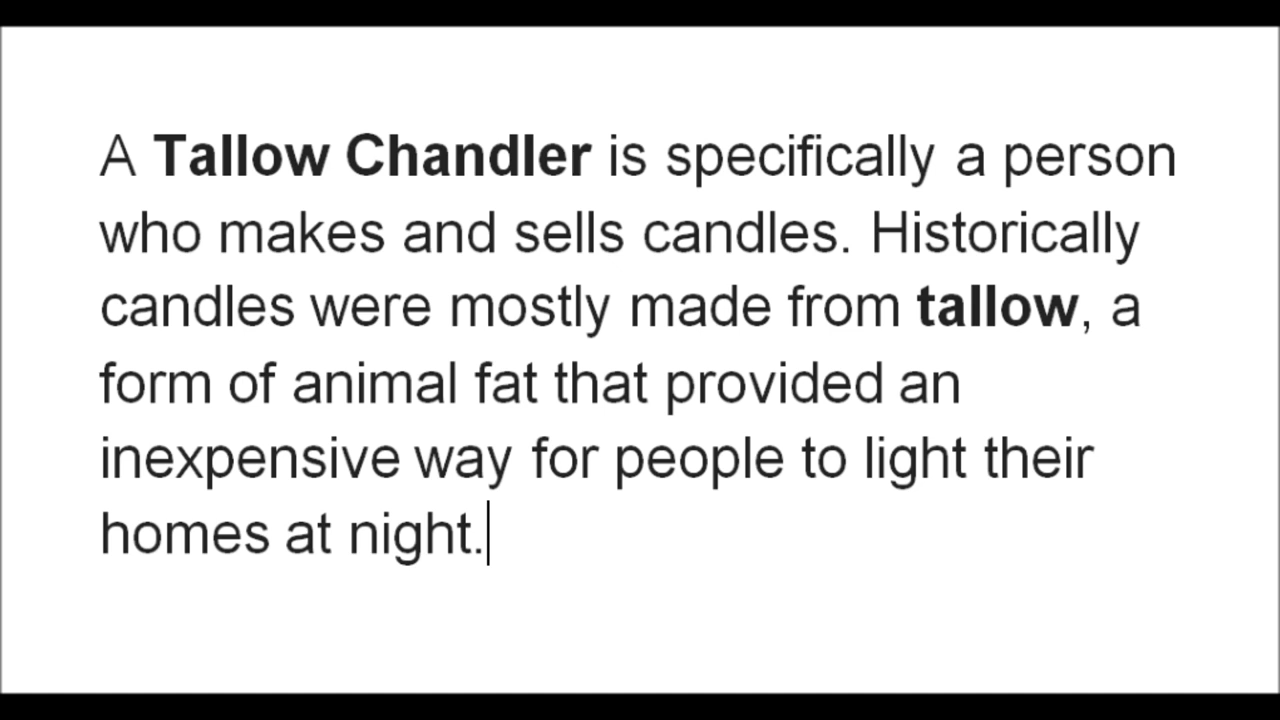 A Tallow Chandler is specifically a person
who makes and sells candles. Historically
candles were mostly made from tallow, a
form of animal fat that provided an
inexpensive way for people to light their
homes at night.